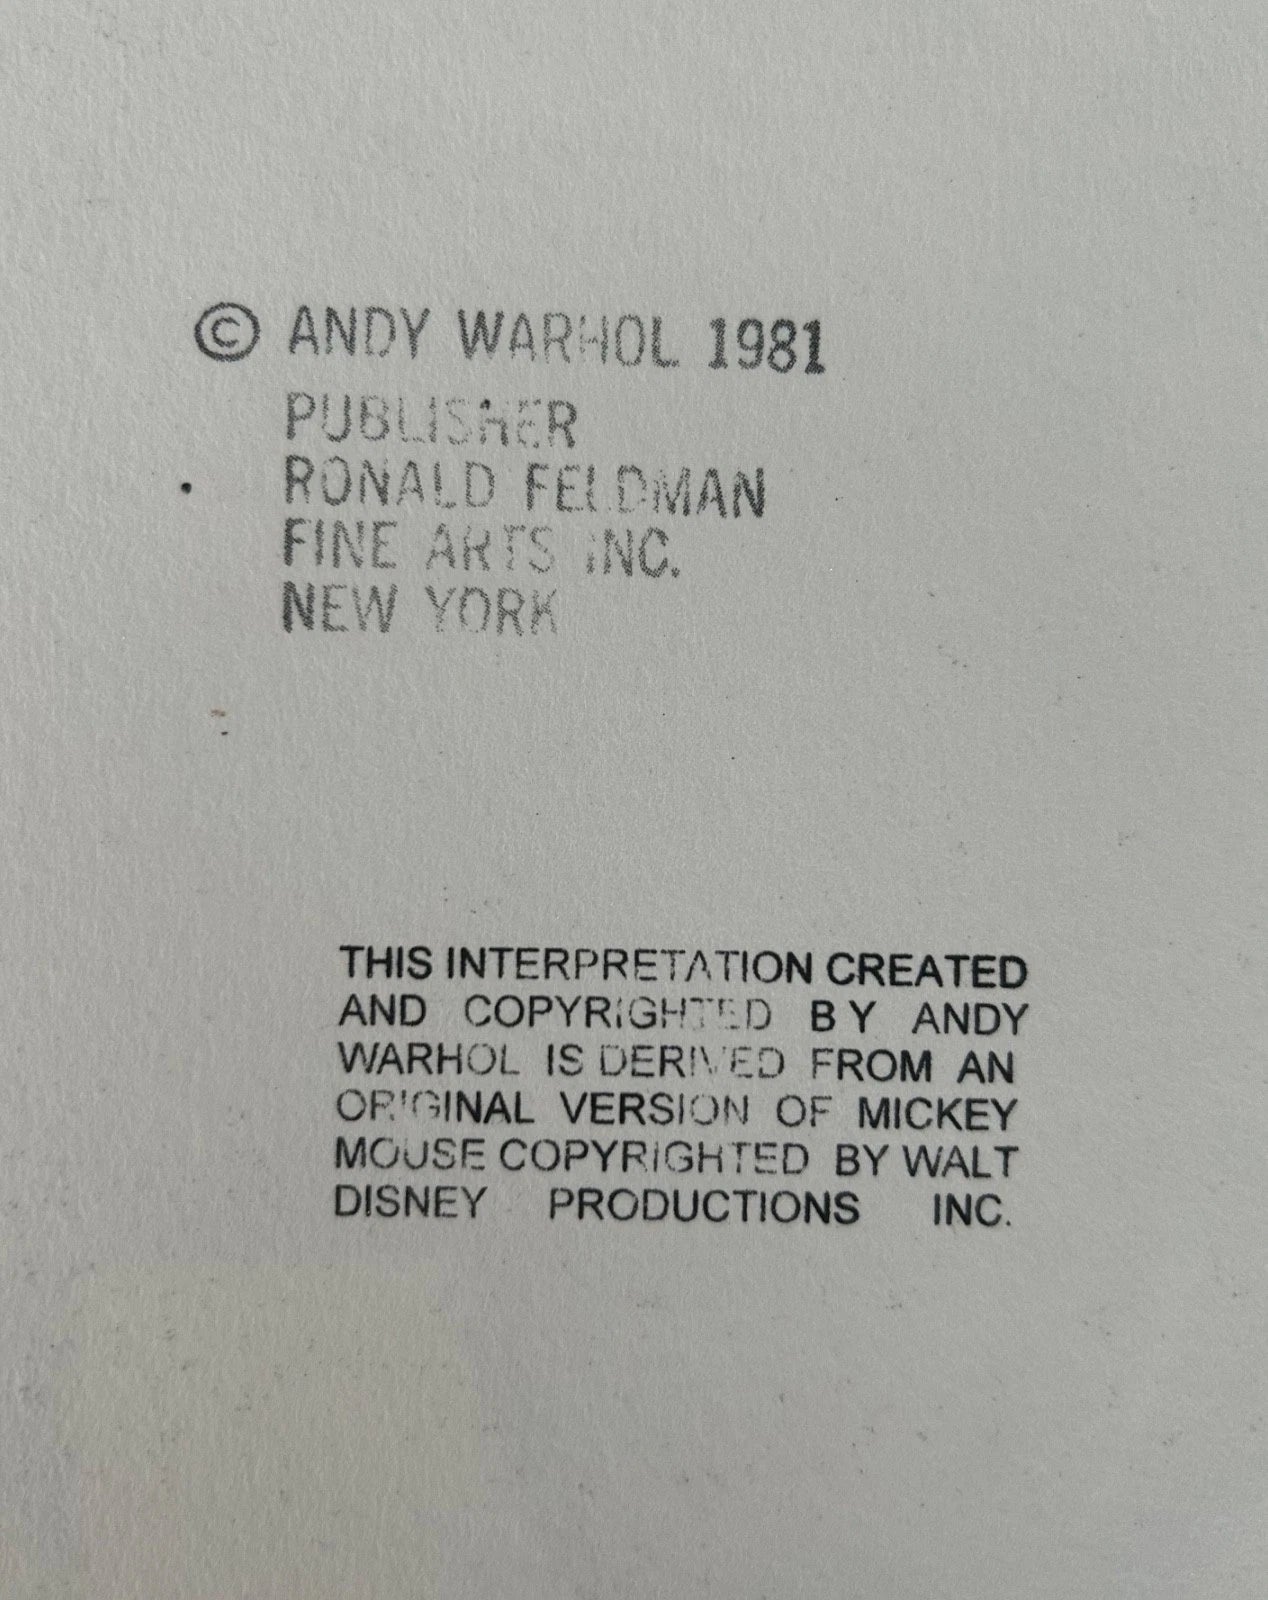 © ANDY WARHOL 1981
PUBLISHER
RONALD FELDMAN
FINE ARTS INC.
NEW YORK
THIS INTERPRETATION CREATED
AND COPYRIGHTED BY ANDY
WARHOL IS DERIVED FROM AN
ORIGINAL VERSION OF MICKEY
MOUSE COPYRIGHTED BY WALT
DISNEY PRODUCTIONS INC.